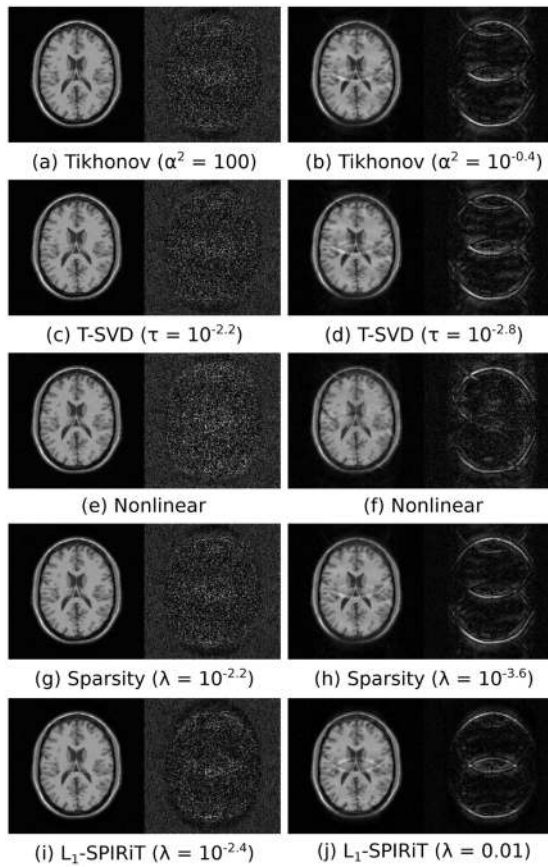 (a) Tikhonov (α² = 100)
(b) Tikhonov (α² = 10⁻⁰·⁴)
(c) T-SVD (τ = 10⁻²·²)
(d) T-SVD (τ = 10⁻²·⁸)
(e) Nonlinear
(f) Nonlinear
(g) Sparsity (λ = 10⁻²·²)
(h) Sparsity (λ = 10⁻³·⁶)
(i) L₁-SPIRiT (λ = 10⁻²·⁴)
(j) L₁-SPIRiT (λ = 0.01)